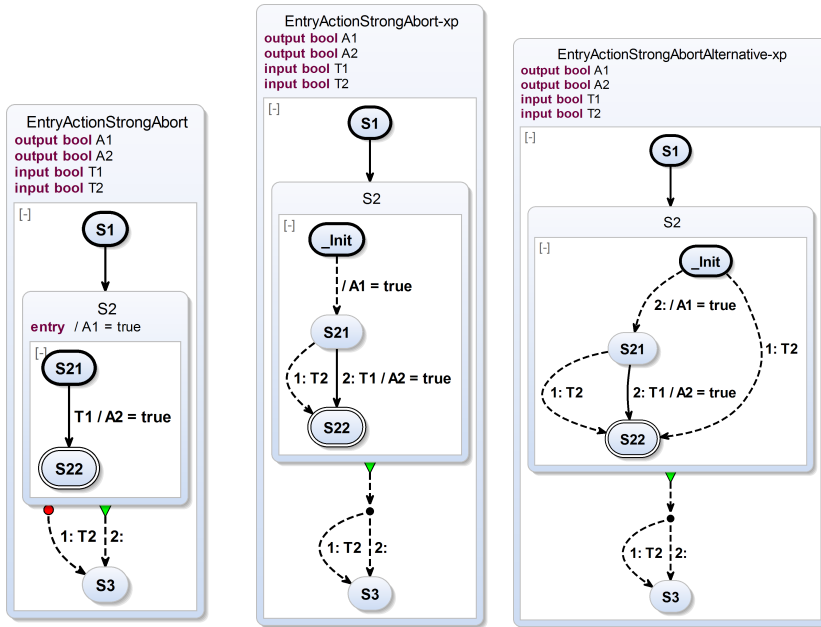 EntryActionStrongAbort
output bool A1
output bool A2
input bool T1
input bool T2
[-]
S1
S2
entry / A1 = true
[-]
S21
T1 / A2 = true
S22
1: T2
2:
S3
EntryActionStrongAbort-xp
output bool A1
output bool A2
input bool T1
input bool T2
[-]
S1
S2
[-]
_Init
/ A1 = true
S21
1: T2
2: T1 / A2 = true
S22
1: T2
2:
S3
EntryActionStrongAbortAlternative-xp
output bool A1
output bool A2
input bool T1
input bool T2
[-]
S1
S2
[-]
_Init
2: / A1 = true
S21
1: T2
1: T2
2: T1 / A2 = true
S22
1: T2
2:
S3